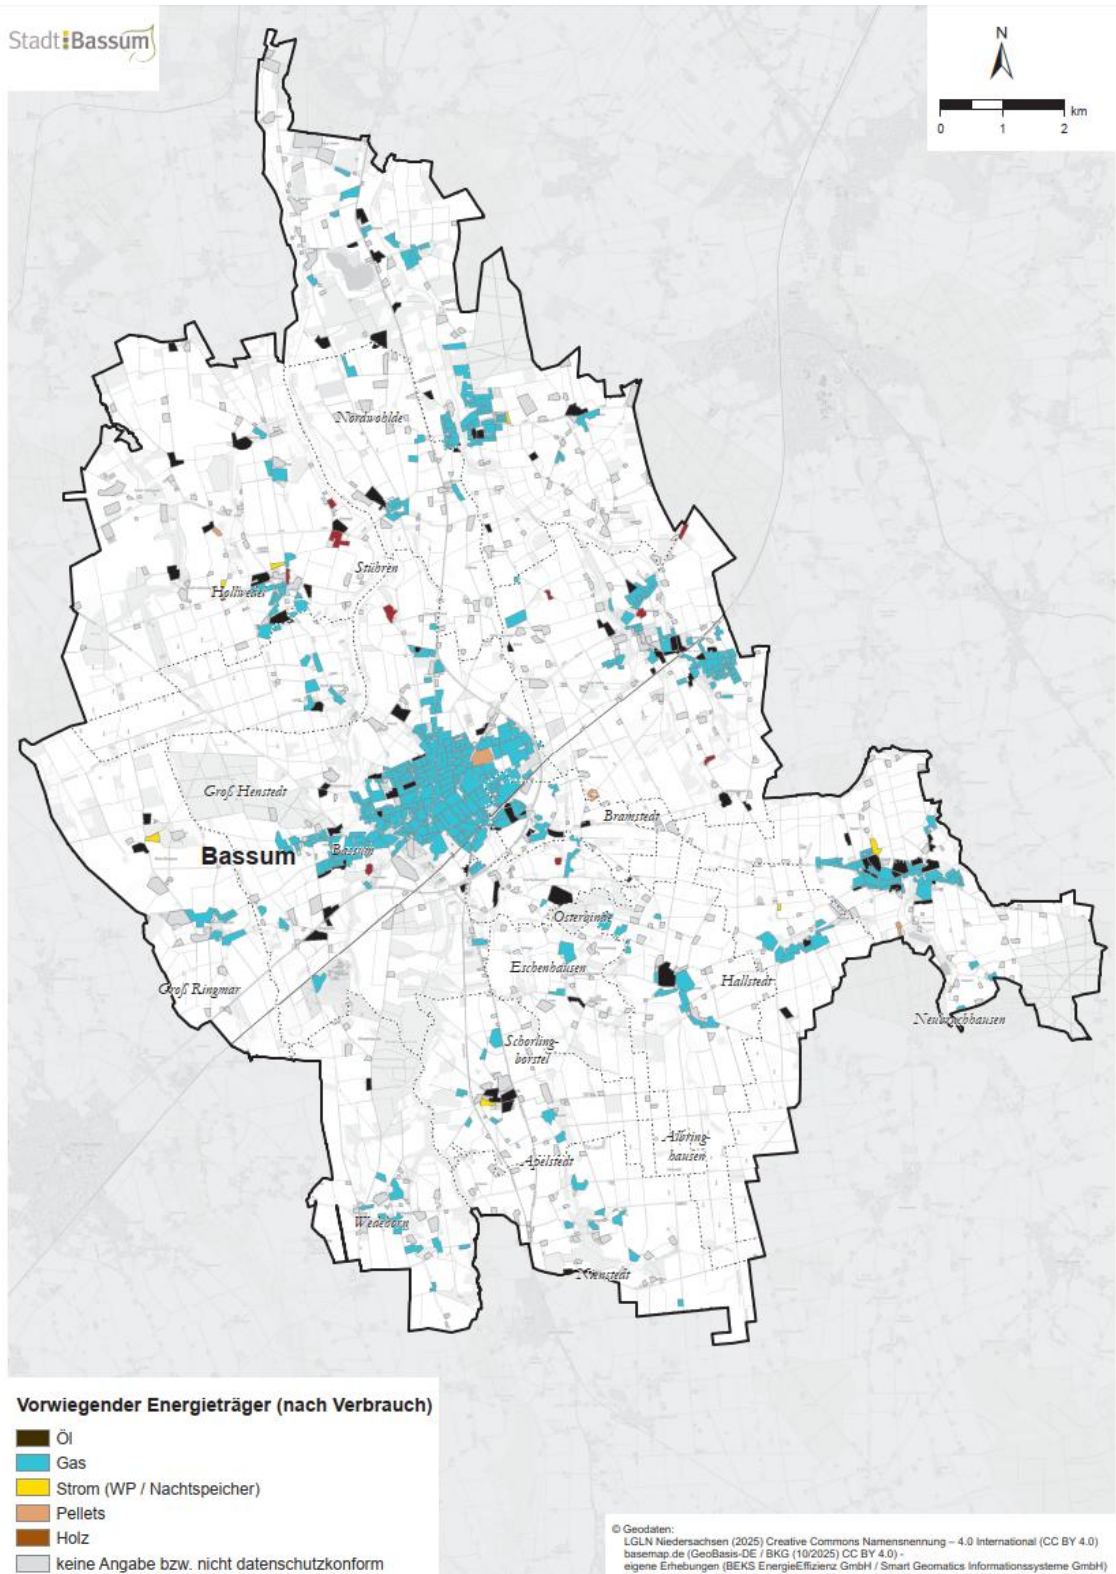 Stadt Bassum
N
km
0 1 2
Nordwohlde
Stühren
Hollwedel
Groß Henstedt
Bramstedt
Bassum
Bassum
Osterbinde
Eschenhausen
Hallstedt
Groß Ringmar
Neubruchhausen
Schorling-
borstel
Albring-
hausen
Apelstedt
Wedehorn
Nienstedt
Vorwiegender Energieträger (nach Verbrauch)
Öl
Gas
Strom (WP / Nachtspeicher)
Pellets
Holz
keine Angabe bzw. nicht datenschutzkonform
© Geodaten:
LGLN Niedersachsen (2025) Creative Commons Namensnennung – 4.0 International (CC BY 4.0)
basemap.de (GeoBasis-DE / BKG (10/2025) CC BY 4.0) -
eigene Erhebungen (BEKS EnergieEffizienz GmbH / Smart Geomatics Informationssysteme GmbH)